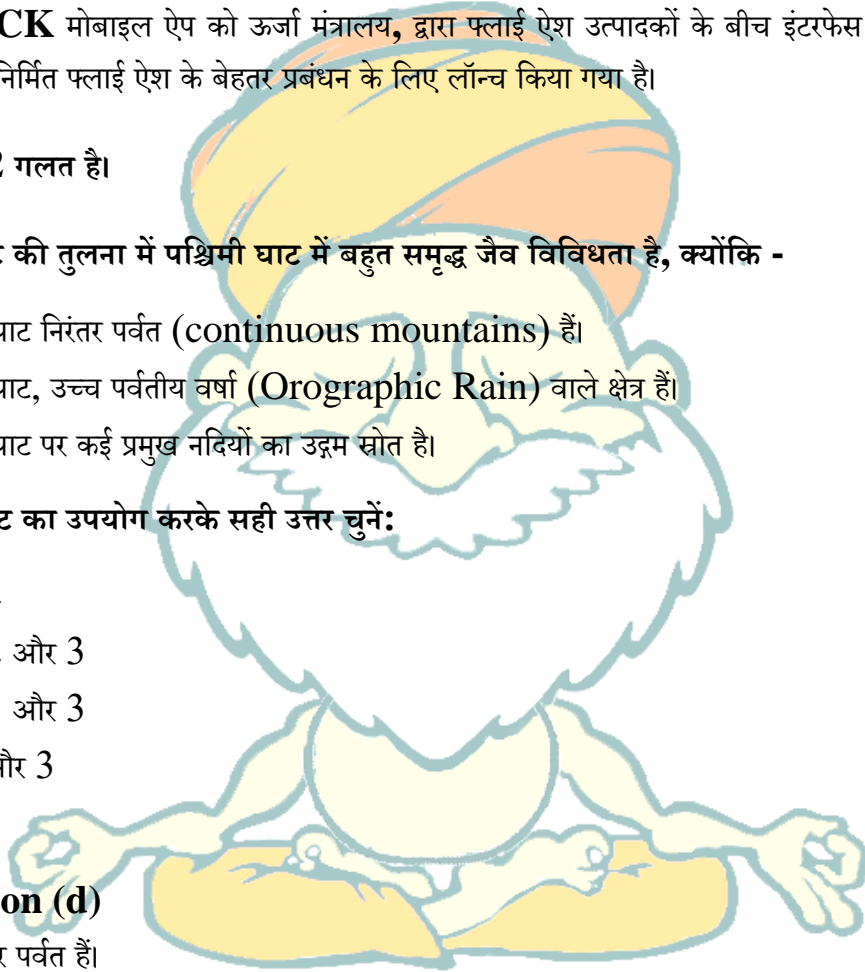 CK मोबाइल ऐप को ऊर्जा मंत्रालय, द्वारा फ्लाई ऐश उत्पादकों के बीच इंटरफेस
निर्मित फ्लाई ऐश के बेहतर प्रबंधन के लिए लॉन्च किया गया है।
2 गलत है।
की तुलना में पश्चिमी घाट में बहुत समृद्ध जैव विविधता है, क्योंकि -
घाट निरंतर पर्वत (continuous mountains) हैं।
घाट, उच्च पर्वतीय वर्षा (Orographic Rain) वाले क्षेत्र हैं।
घाट पर कई प्रमुख नदियों का उद्गम स्रोत है।
का उपयोग करके सही उत्तर चुनें:
और 3
और 3
और 3
on (d)
पर्वत हैं।